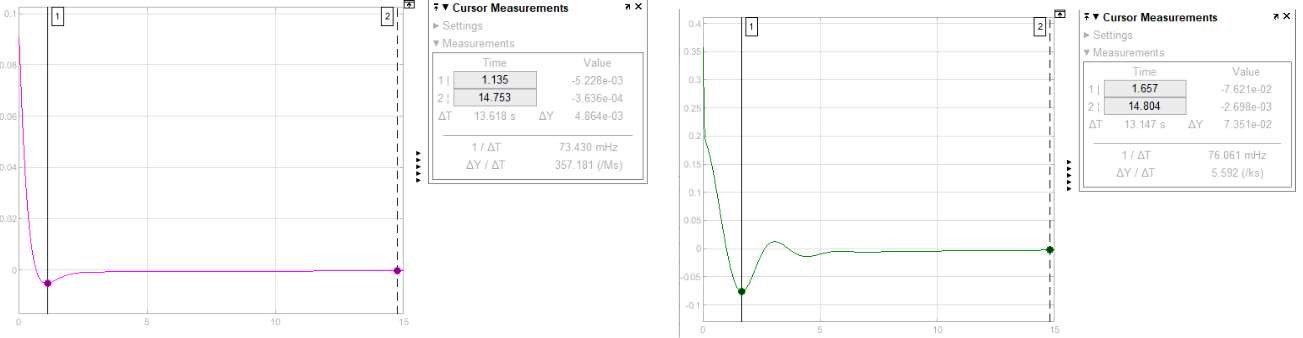 0.1
0.08
0.06
0.04
0.02
0
0
5
10
15
1
2
Cursor Measurements
Settings
Measurements
Time Value
1 | 1.135 -5.228e-03
2 ¦ 14.753 -3.636e-04
ΔT 13.618 s ΔY 4.864e-03
1 / ΔT 73.430 mHz
ΔY / ΔT 357.181 (/Ms)
0.4
0.35
0.3
0.25
0.2
0.15
0.1
0.05
0
-0.05
-0.1
0
5
10
15
1
2
Cursor Measurements
Settings
Measurements
Time Value
1 | 1.657 -7.621e-02
2 ¦ 14.804 -2.698e-03
ΔT 13.147 s ΔY 7.351e-02
1 / ΔT 76.061 mHz
ΔY / ΔT 5.592 (/ks)